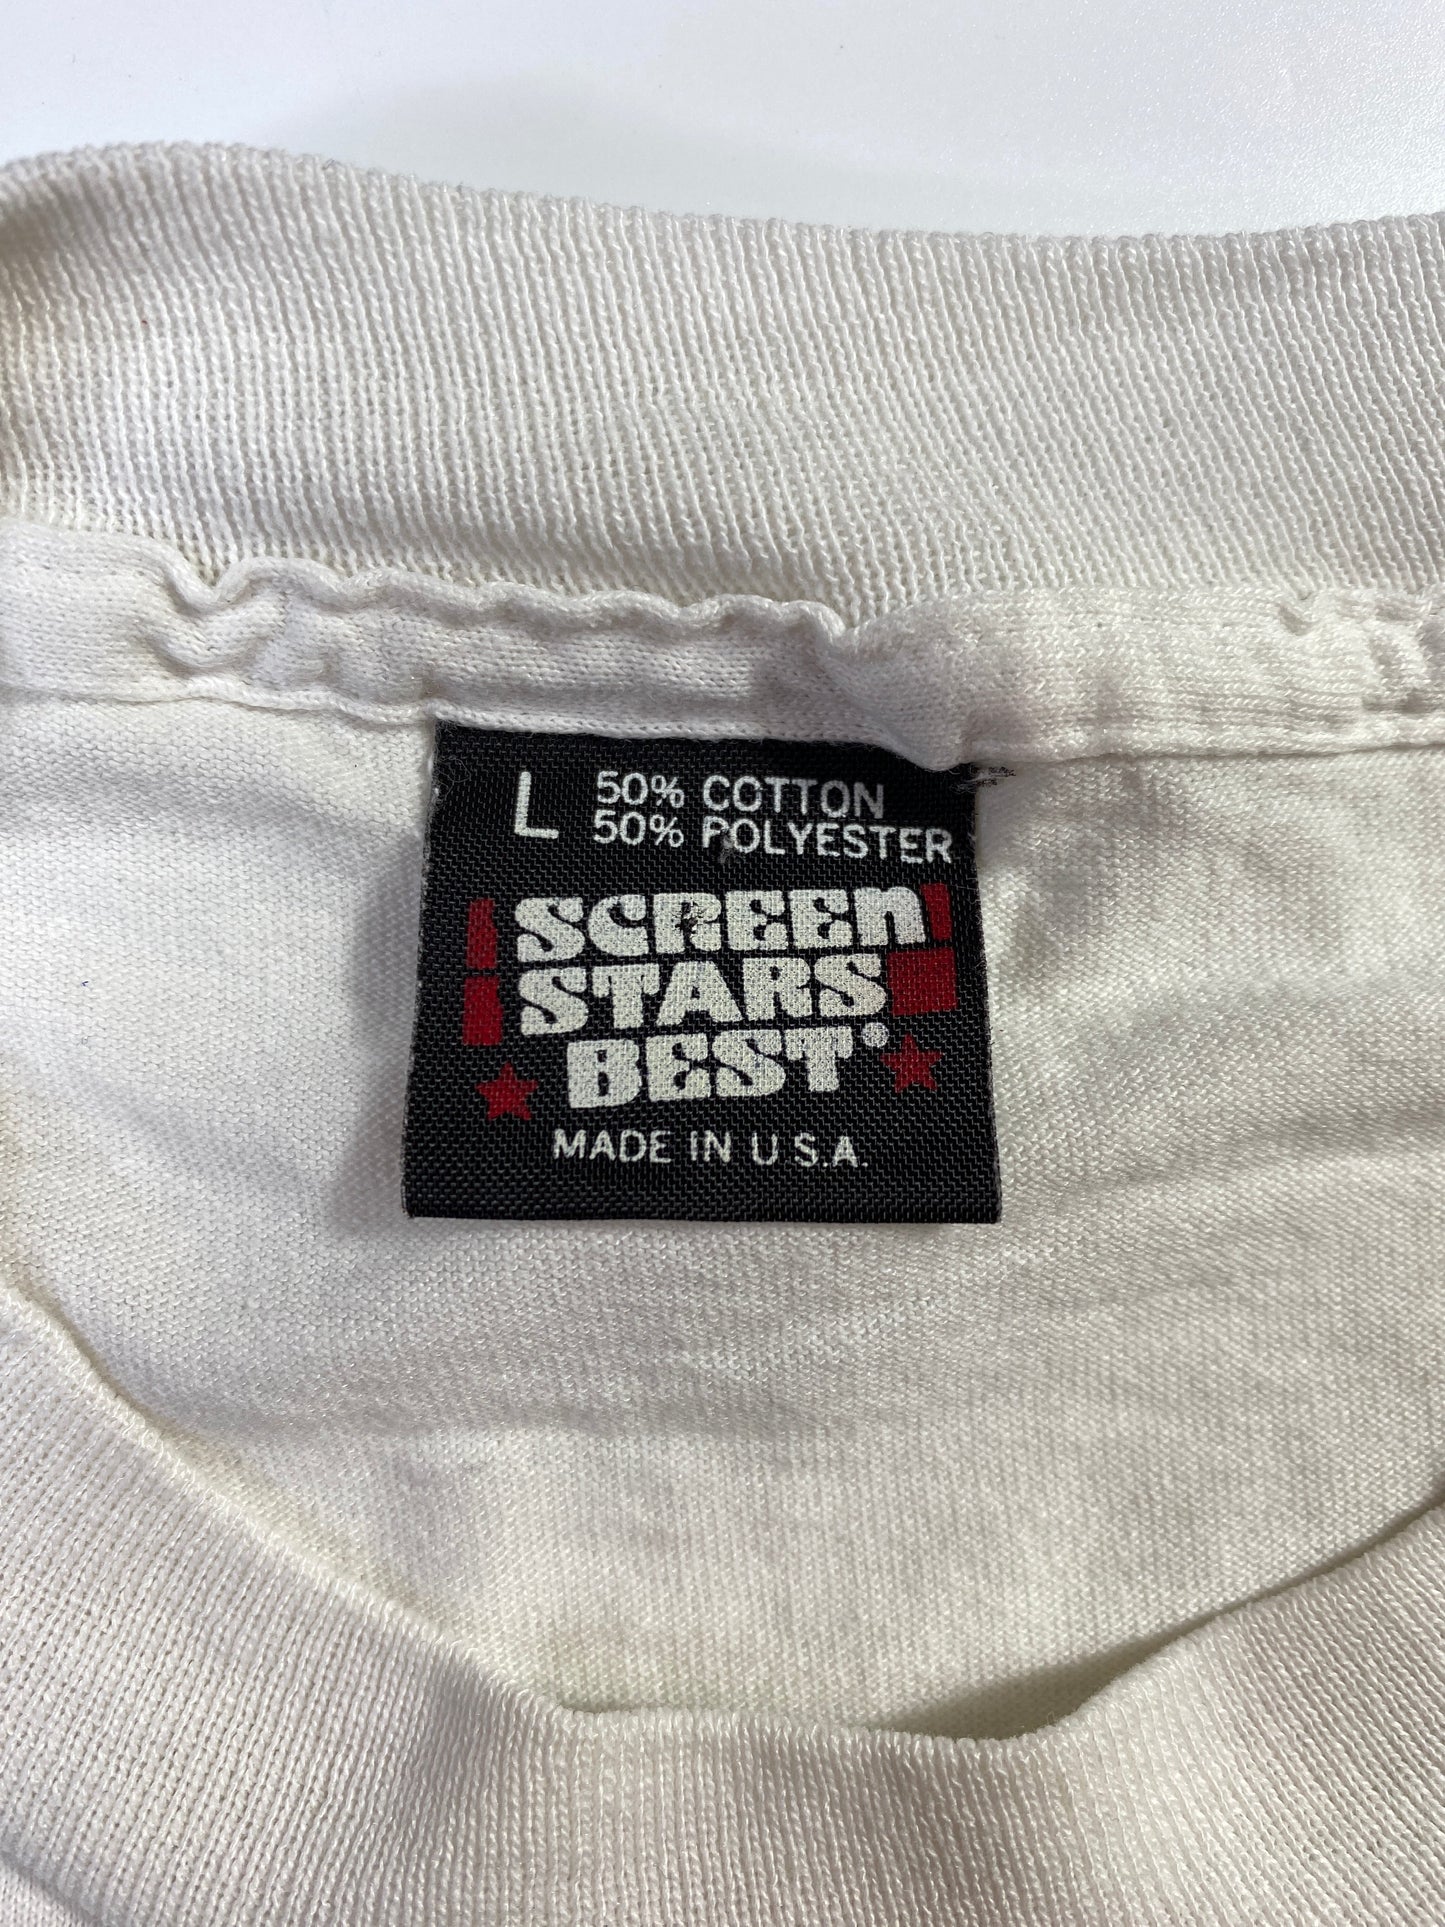 L 50% COTTON
50% POLYESTER
SCREEn
STARS
BEST®
MADE IN U.S.A.